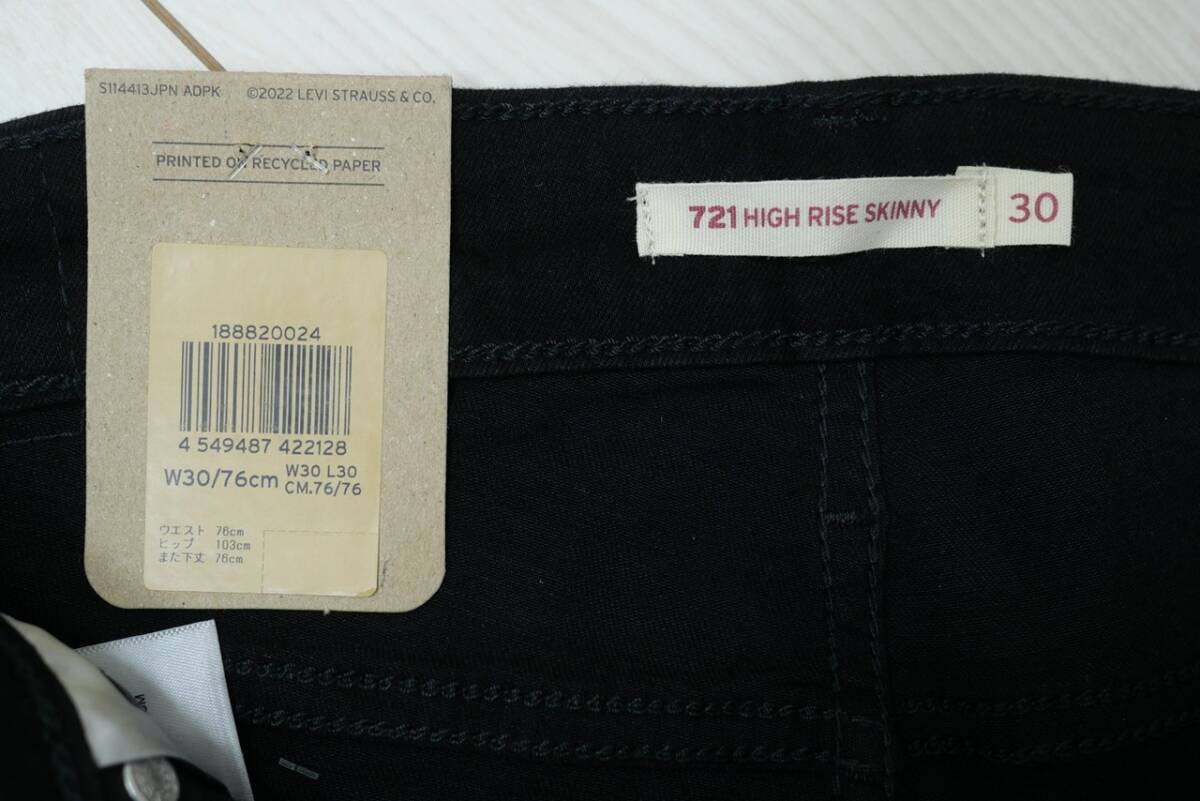 S114413JPN ADPK ©2022 LEVI STRAUSS & CO.
PRINTED ON RECYCLED PAPER
188820024
4 549487 422128
W30/76cm W30 L30
CM.76/76
ウエスト 76cm
ヒップ 103cm
また下丈 76cm
721 HIGH RISE SKINNY 30